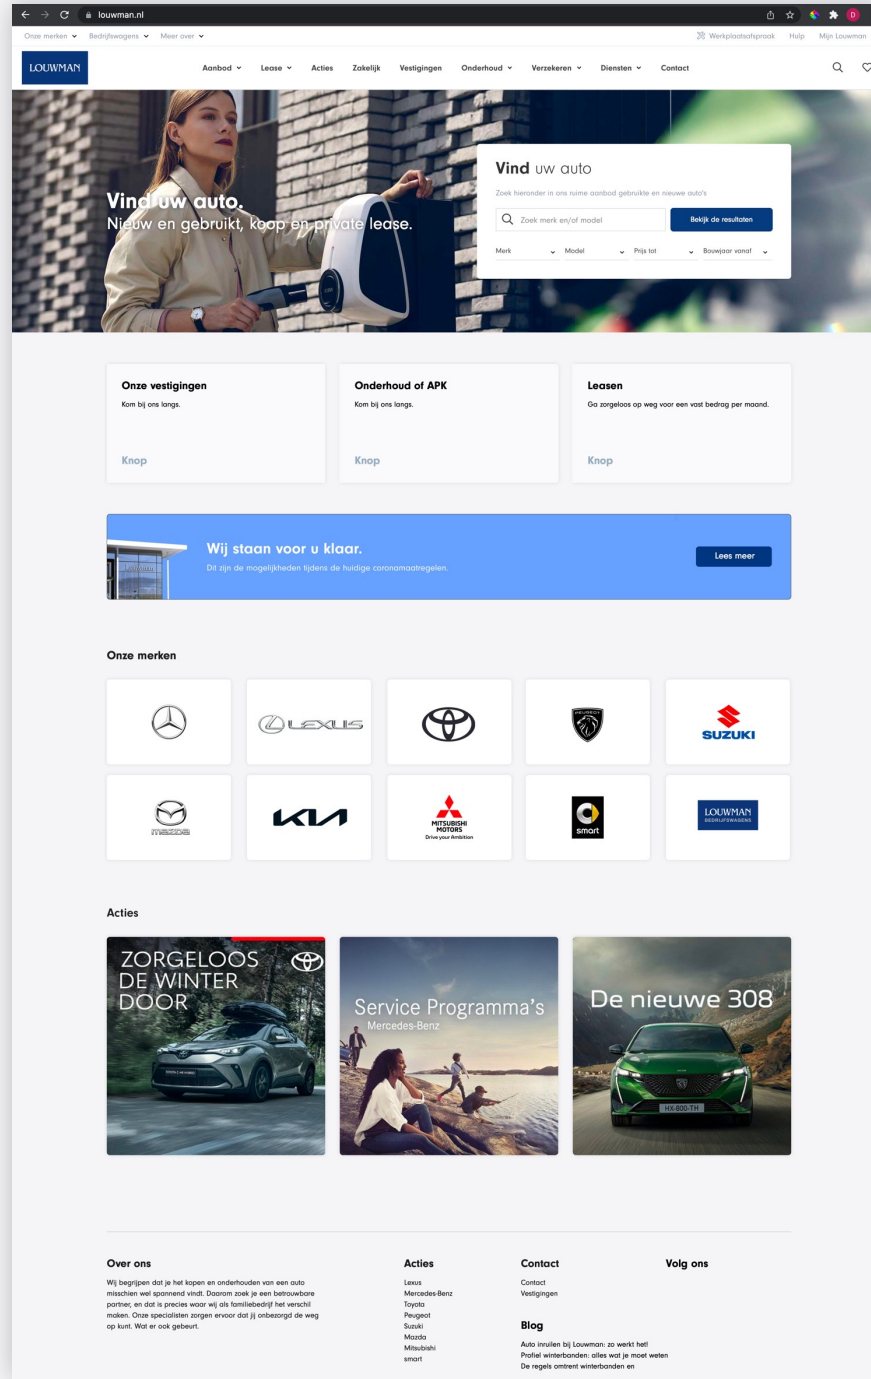 louwman.nl
D
Onze merken
Bedrijfswagens
Meer over
Werkplaatsafspraak
Hulp
Mijn Louwman
LOUWMAN
Aanbod
Lease
Acties
Zakelijk
Vestigingen
Onderhoud
Verzekeren
Diensten
Contact
Vind uw auto.
Nieuw en gebruikt, koop en private lease.
Vind uw auto
Zoek hieronder in ons ruime aanbod gebruikte en nieuwe auto's
Zoek merk en/of model
Bekijk de resultaten
Merk
Model
Prijs tot
Bouwjaar vanaf
Onze vestigingen
Kom bij ons langs.
Knop
Onderhoud of APK
Kom bij ons langs.
Knop
Leasen
Ga zorgeloos op weg voor een vast bedrag per maand.
Knop
Louwman
Wij staan voor u klaar.
Dit zijn de mogelijkheden tijdens de huidige coronamaatregelen.
Lees meer
Onze merken
LEXUS
PEUGEOT
SUZUKI
mazda
KIA
MITSUBISHI
MOTORS
Drive your Ambition
smart
LOUWMAN
BEDRIJFSWAGENS
Acties
ZORGELOOS
DE WINTER
DOOR
Service Programma's
Mercedes-Benz
De nieuwe 308
HX-800-TH
Over ons
Wij begrijpen dat je het kopen en onderhouden van een auto
misschien wel spannend vindt. Daarom zoek je een betrouwbare
partner, en dat is precies waar wij als familiebedrijf het verschil
maken. Onze specialisten zorgen ervoor dat jij onbezorgd de weg
op kunt. Wat er ook gebeurt.
Acties
Lexus
Mercedes-Benz
Toyota
Peugeot
Suzuki
Mazda
Mitsubishi
smart
Contact
Contact
Vestigingen
Blog
Auto inruilen bij Louwman: zo werkt het!
Profiel winterbanden: alles wat je moet weten
De regels omtrent winterbanden en
Volg ons